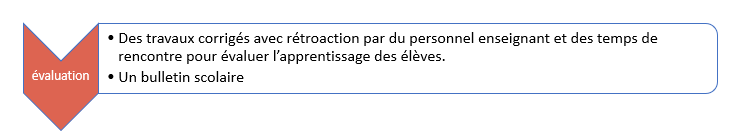 évaluation
• Des travaux corrigés avec rétroaction par du personnel enseignant et des temps de
rencontre pour évaluer l'apprentissage des élèves.
• Un bulletin scolaire